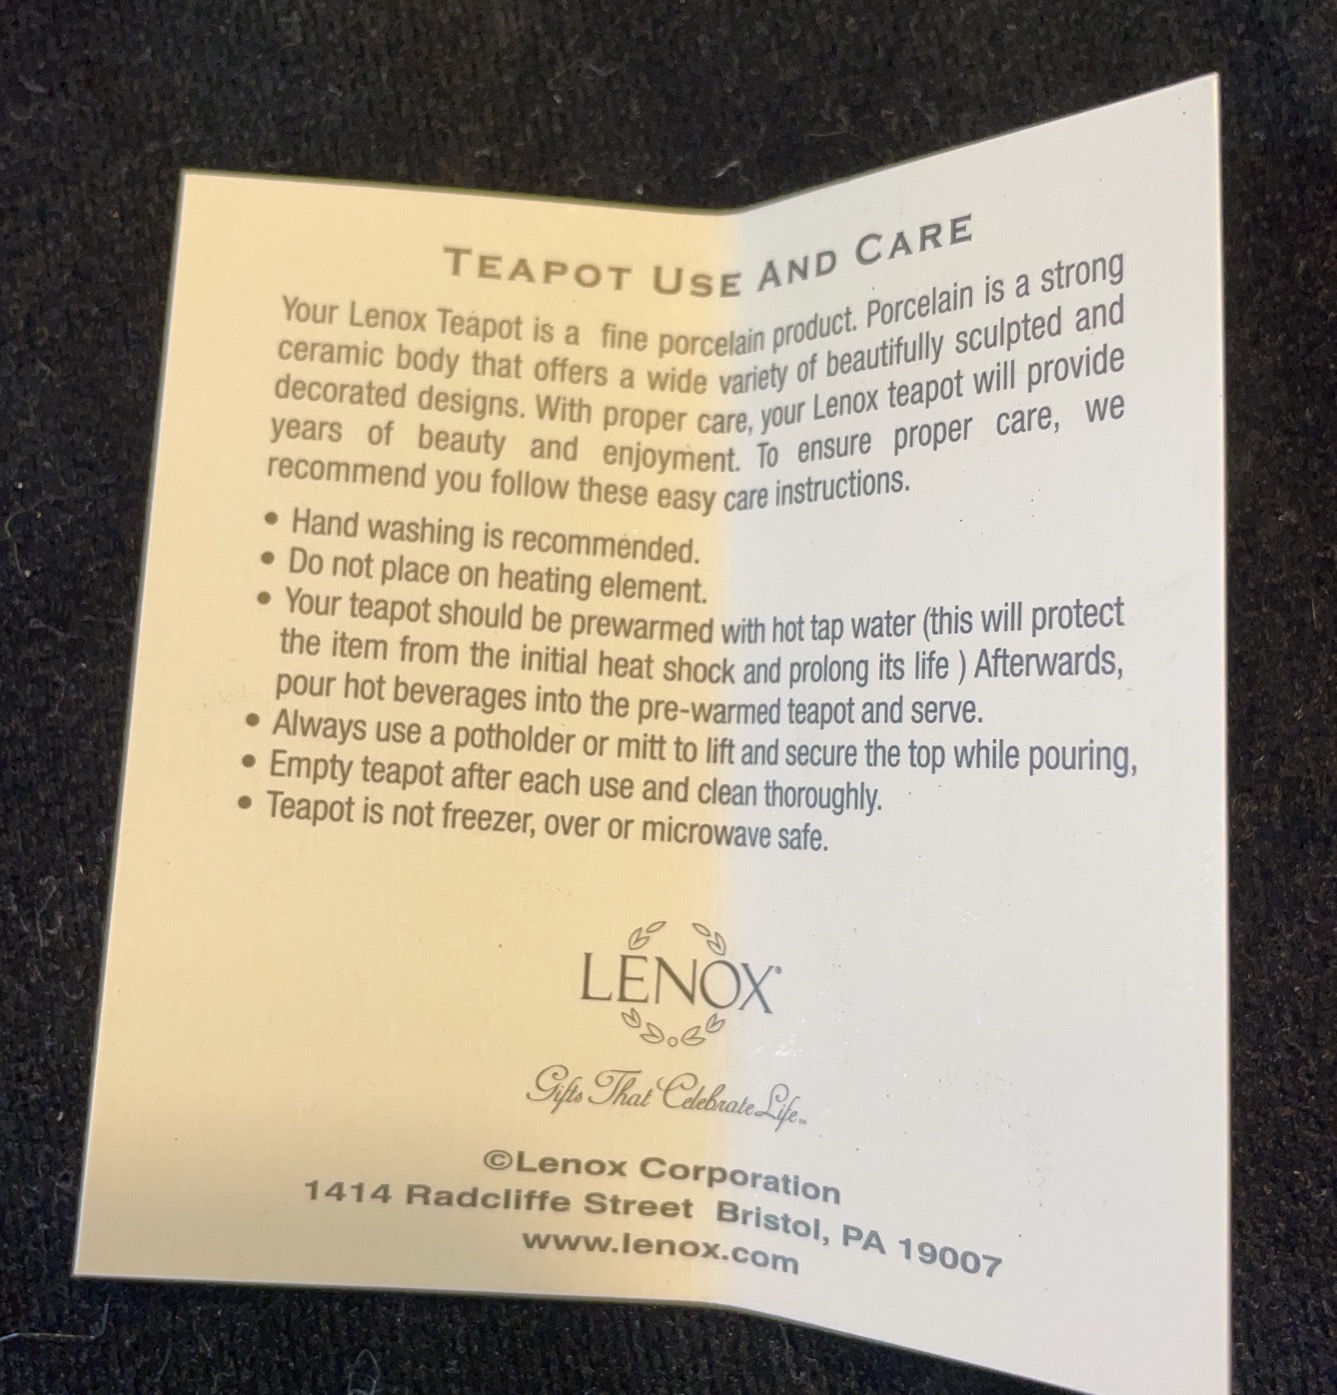 TEAPOT USE AND CARE
Your Lenox Teapot is a fine porcelain product. Porcelain is a strong
ceramic body that offers a wide variety of beautifully sculpted and
decorated designs. With proper care, your Lenox teapot will provide
years of beauty and enjoyment. To ensure proper care, we
recommend you follow these easy care instructions.
• Hand washing is recommended.
• Do not place on heating element.
• Your teapot should be prewarmed with hot tap water (this will protect
the item from the initial heat shock and prolong its life ) Afterwards,
pour hot beverages into the pre-warmed teapot and serve.
• Always use a potholder or mitt to lift and secure the top while pouring,
• Empty teapot after each use and clean thoroughly.
• Teapot is not freezer, over or microwave safe.
LENOX®
Gifts That Celebrate Life™
©Lenox Corporation
1414 Radcliffe Street Bristol, PA 19007
www.lenox.com